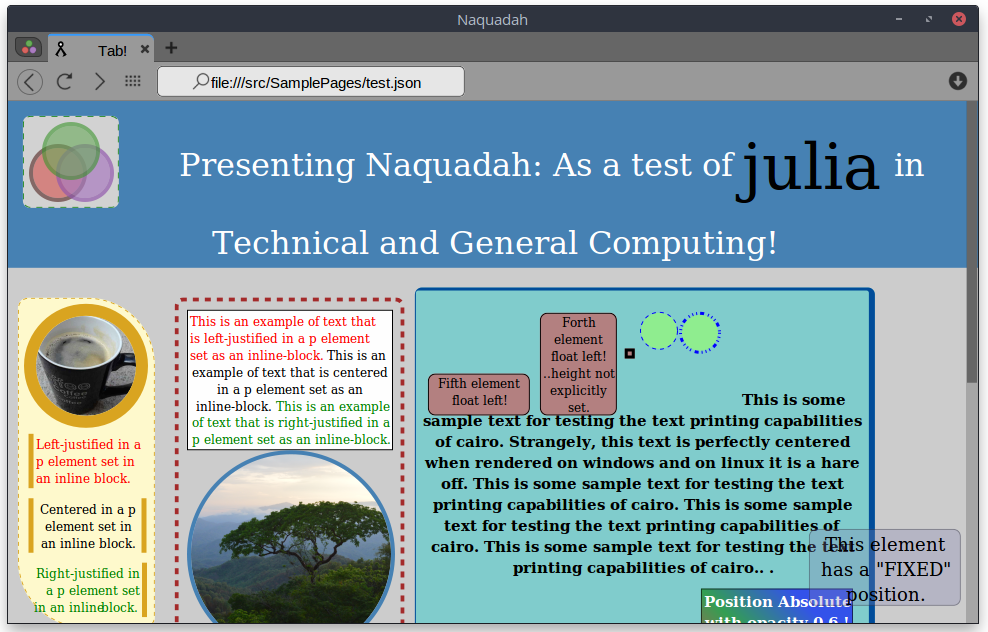 Naquadah
Tab!
file:///src/SamplePages/test.json
Presenting Naquadah: As a test of julia in
Technical and General Computing!
Left-justified in a
p element set in
an inline block.
Centered in a p
element set in
an inline block.
Right-justified in
a p element set
in an inlineblock.
This is an example of text that
is left-justified in a p element
set as an inline-block. This is an
example of text that is centered
in a p element set as an
inline-block. This is an example
of text that is right-justified in a
p element set as an inline-block.
Fifth element
float left!
Forth
element
float left!
..height not
explicitly
set.
This is some
sample text for testing the text printing capabilities
of cairo. Strangely, this text is perfectly centered
when rendered on windows and on linux it is a hare
off. This is some sample text for testing the text
printing capabilities of cairo. This is some sample
text for testing the text printing capabilities of
cairo. This is some sample text for testing the text
printing capabilities of cairo.. .
This element
has a "FIXED"
position.
Position Absolute
with opacity 0.6 !